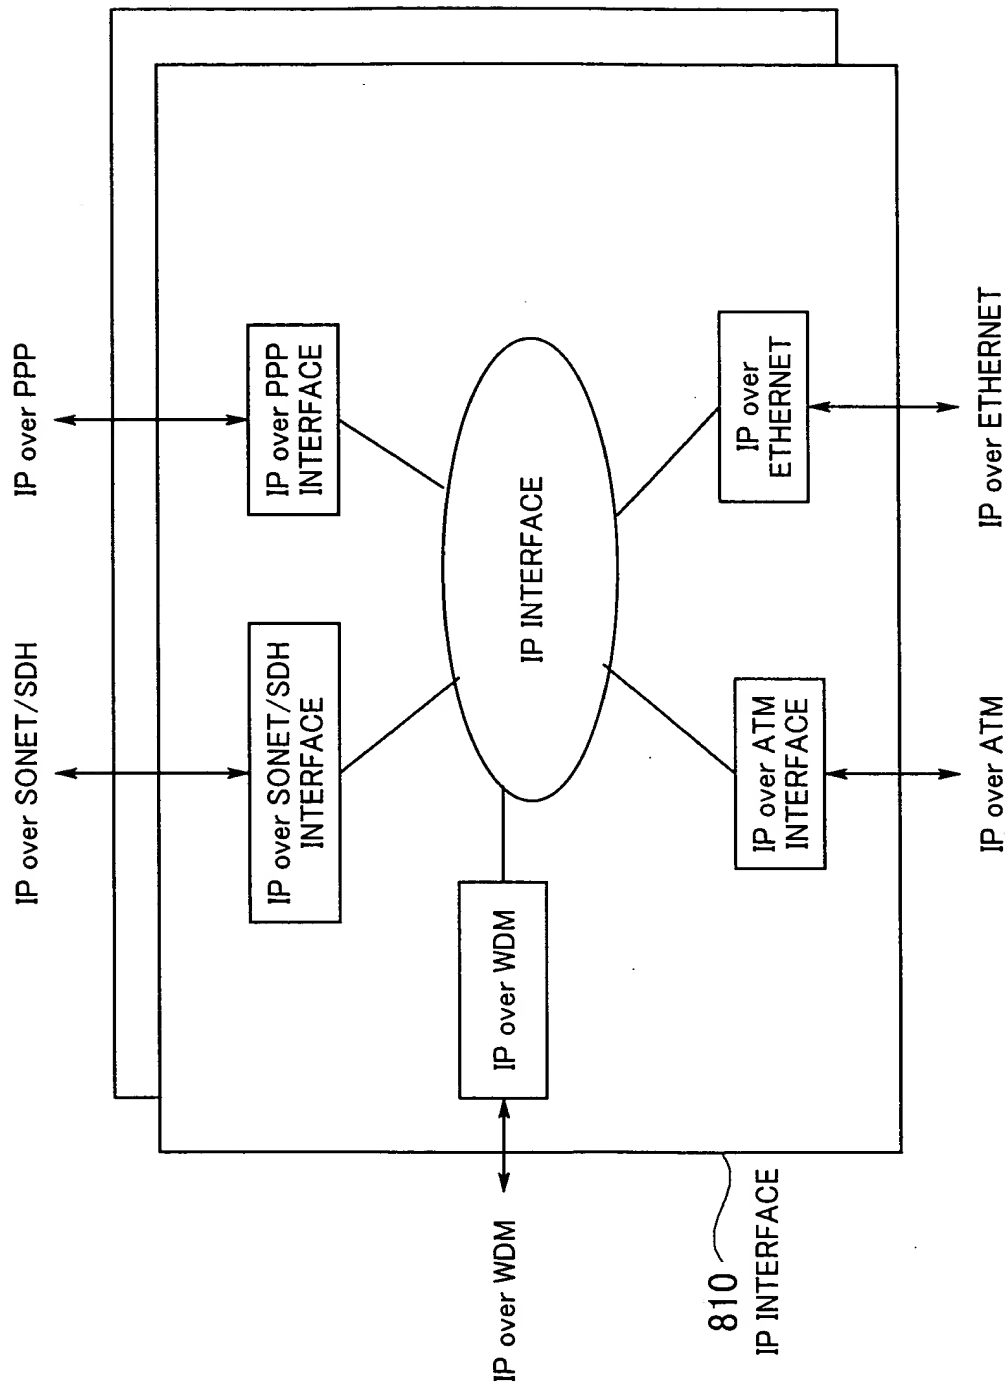 IP over SONET/SDH
IP over PPP
IP over SONET/SDH
INTERFACE
IP over PPP
INTERFACE
IP over WDM
IP over WDM
IP INTERFACE
IP over ATM
INTERFACE
IP over
ETHERNET
810
IP INTERFACE
IP over ATM
IP over ETHERNET